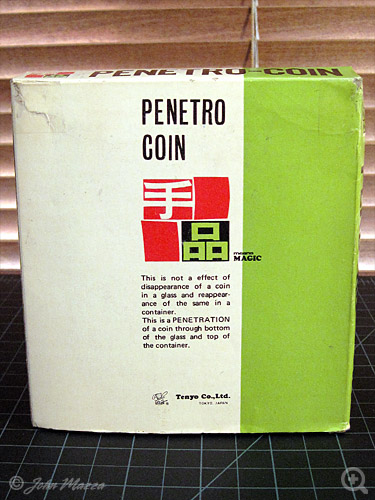 PENETRO-COIN
PENETRO
COIN
手
品
means
MAGIC
This is not a effect of
disappearance of a coin
in a glass and reappear-
ance of the same in a
container.
This is a PENETRATION
of a coin through bottom
of the glass and top of
the container.
Tenyo Co., Ltd.
TOKYO, JAPAN
© John Mazza